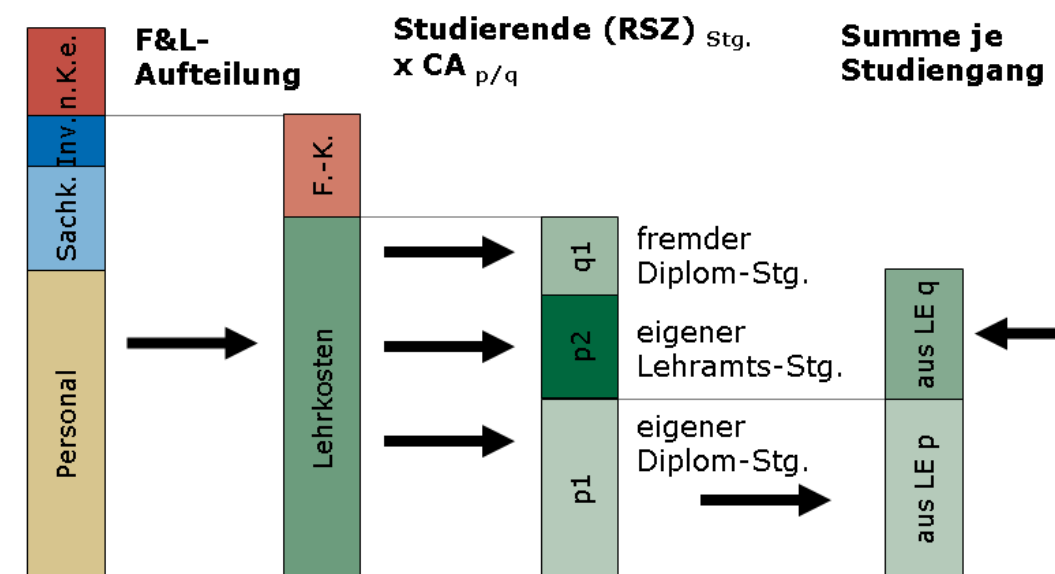 F&L-
Aufteilung
Studierende (RSZ) Stg.
x CA p/q
Summe je
Studiengang
n.K.e.
Inv.
Sachk.
Personal
F.-K.
Lehrkosten
q1
p2
p1
fremder
Diplom-Stg.
eigener
Lehramts-Stg.
eigener
Diplom-Stg.
aus LE q
aus LE p